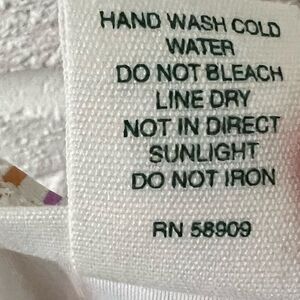 HAND WASH COLD
WATER
DO NOT BLEACH
LINE DRY
NOT IN DIRECT
SUNLIGHT
DO NOT IRON
RN 58909